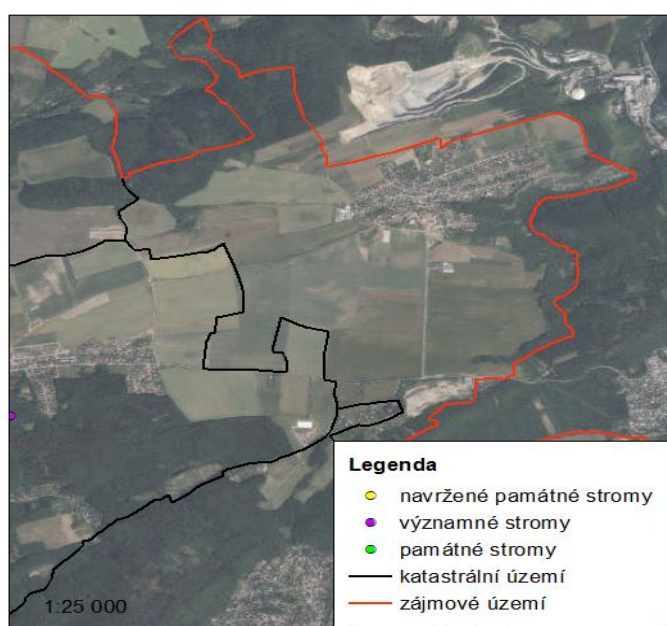 Legenda
navržené památné stromy
významné stromy
památné stromy
katastrální území
zájmové území
1:25 000